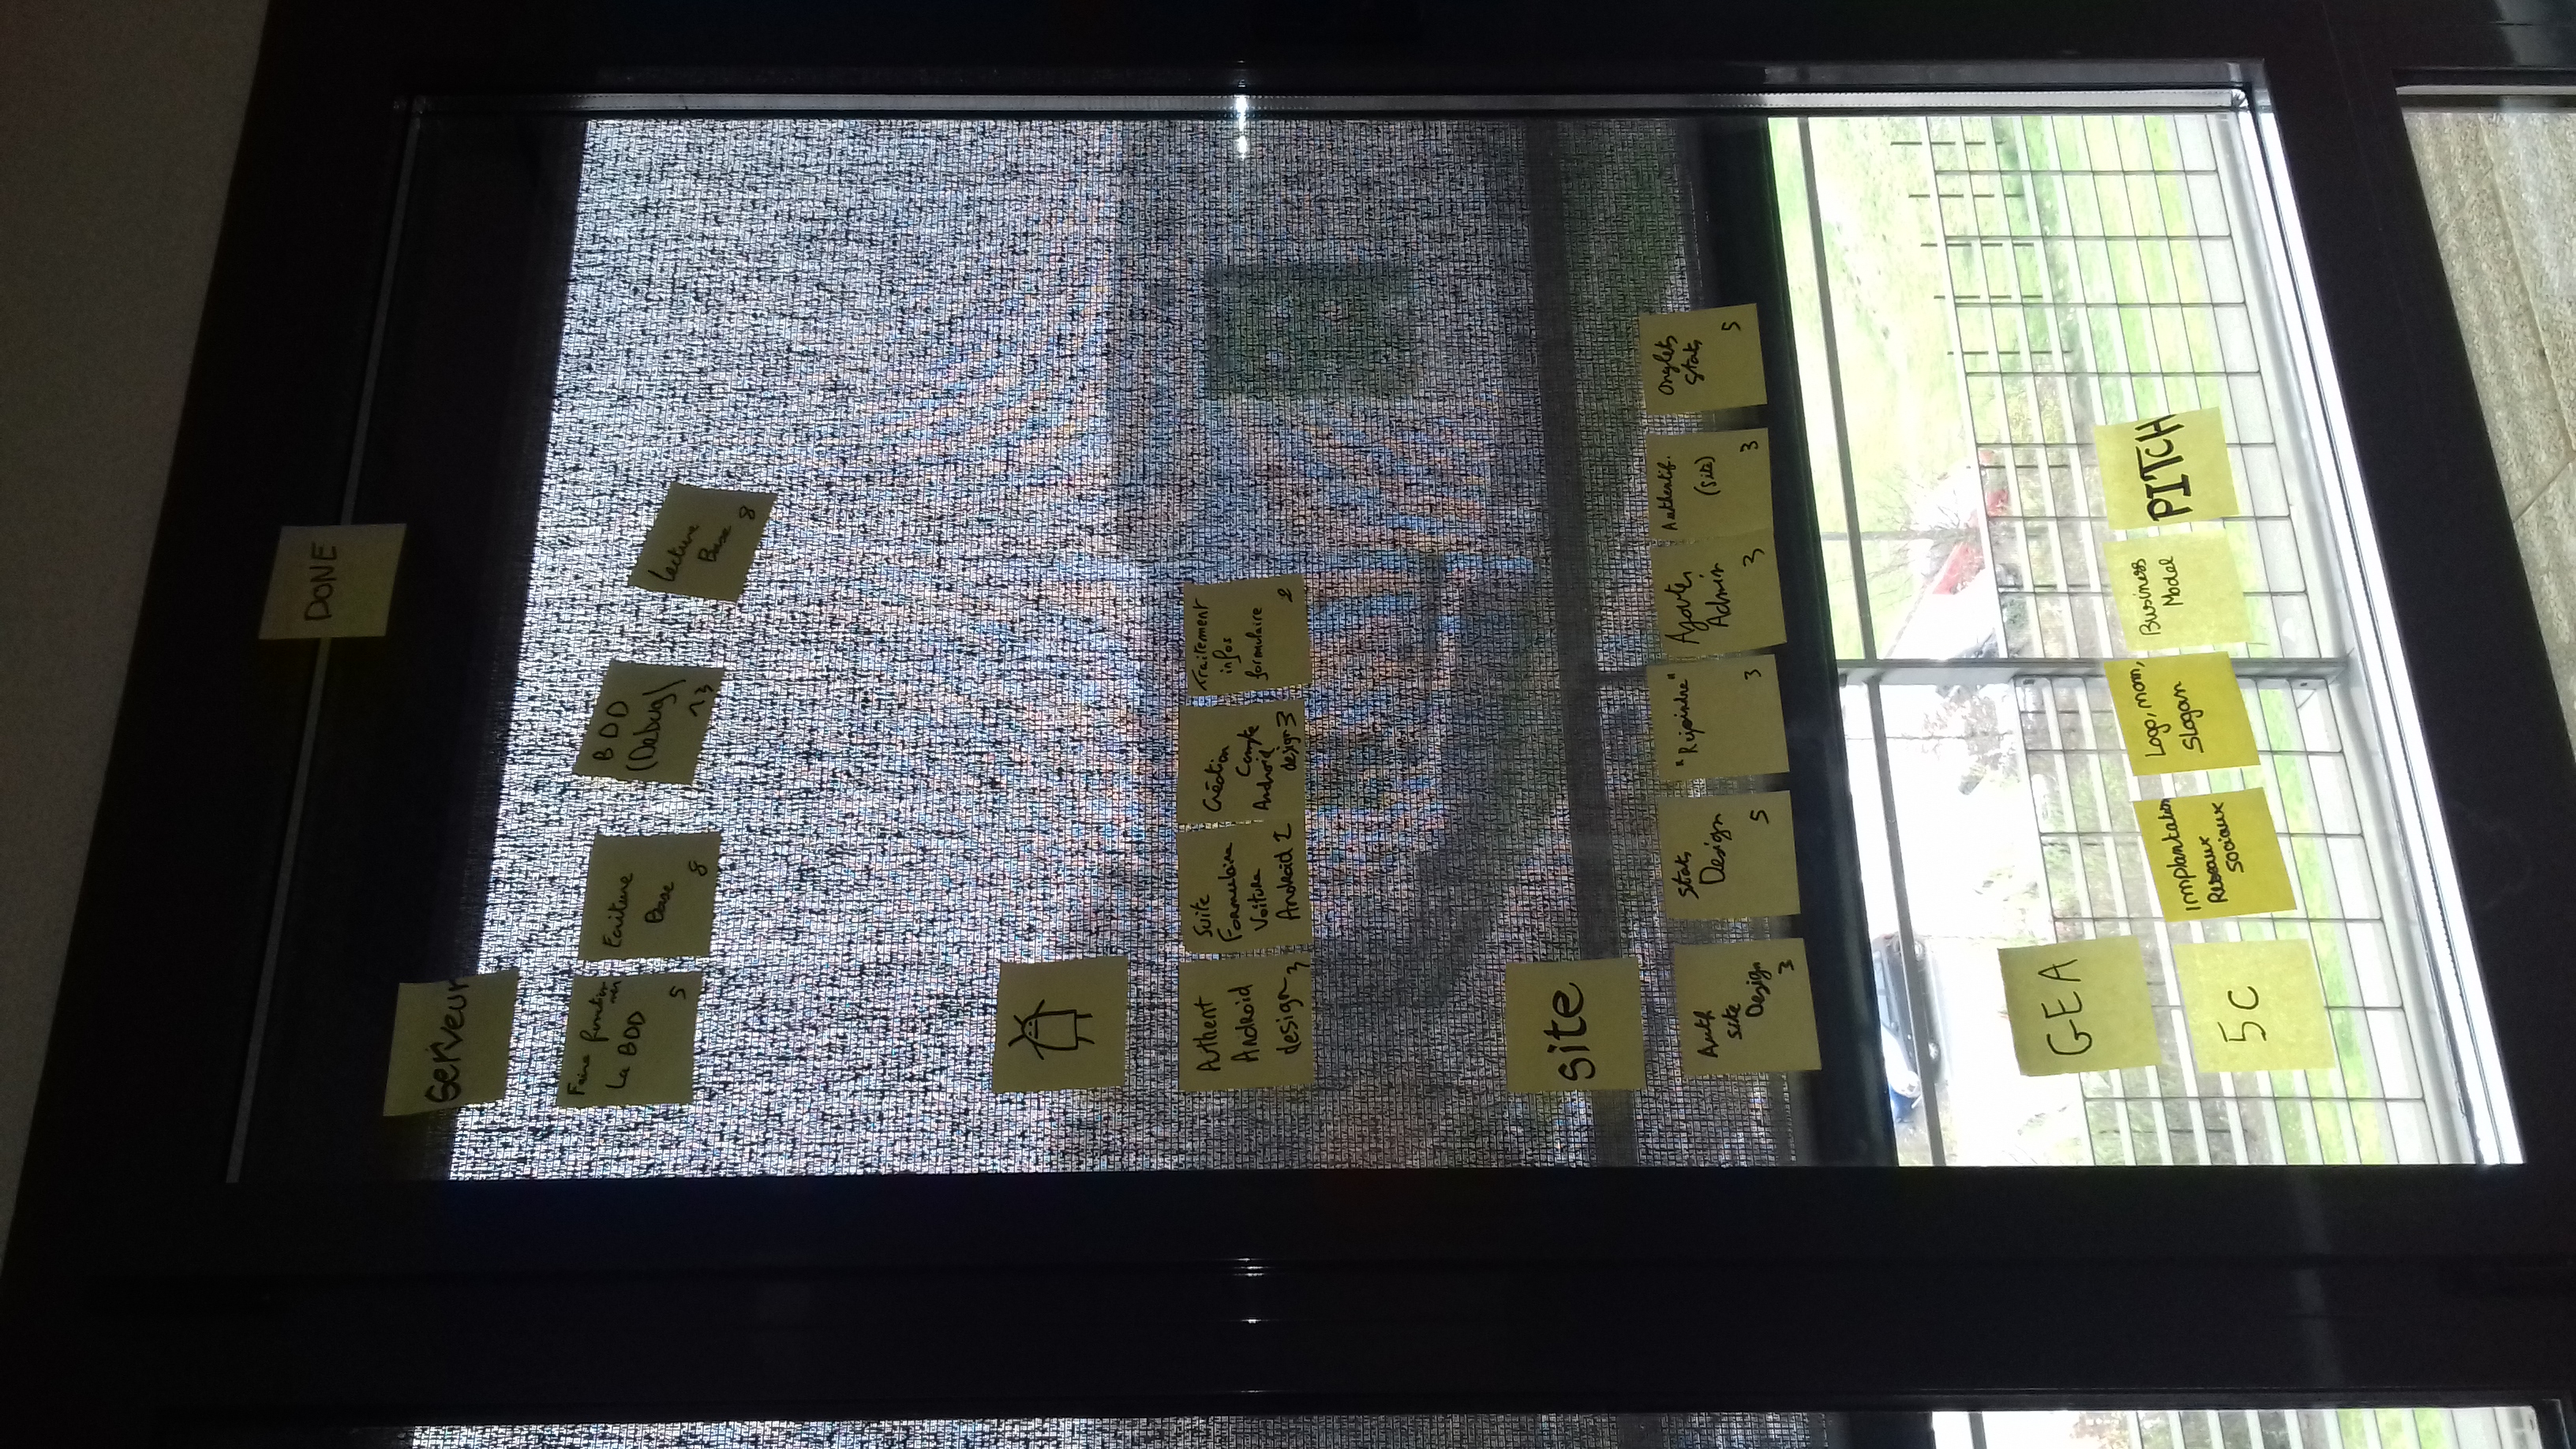 DONE
serveur
Faire fonction
ner
La BDD
5
Ecriture
Base
8
BDD
(Debug)
13
Lecture
Base
8
Authent
Android
design
3
Suite
Formulaire
Voiture
Android 2
Création
Compte
Android
design 3
Traitement
infos
formulaire
2
site
Auth
site
Design
3
Stats
Design
5
"Rejoindre"
3
Ajouter
Admin
3
Authentif.
(Site)
3
Onglets
Stats
5
GEA
5C
Implantation
Reseaux
Sociaux
Logo, nom,
Slogan
Business
Model
PITCH